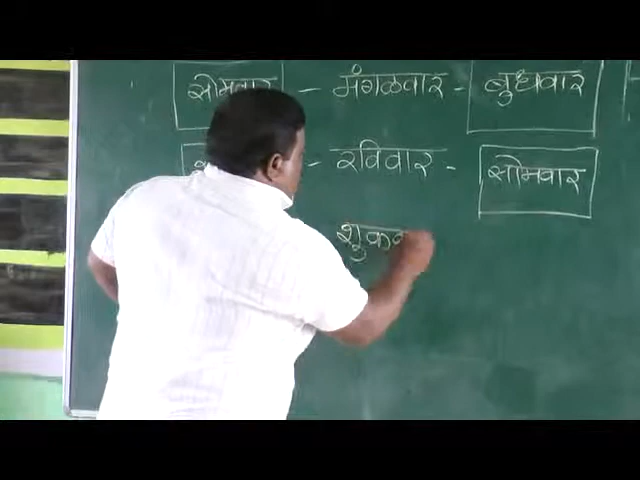 सोमवार - मंगळवार - बुधवार
- रविवार - सोमवार
शुक्र